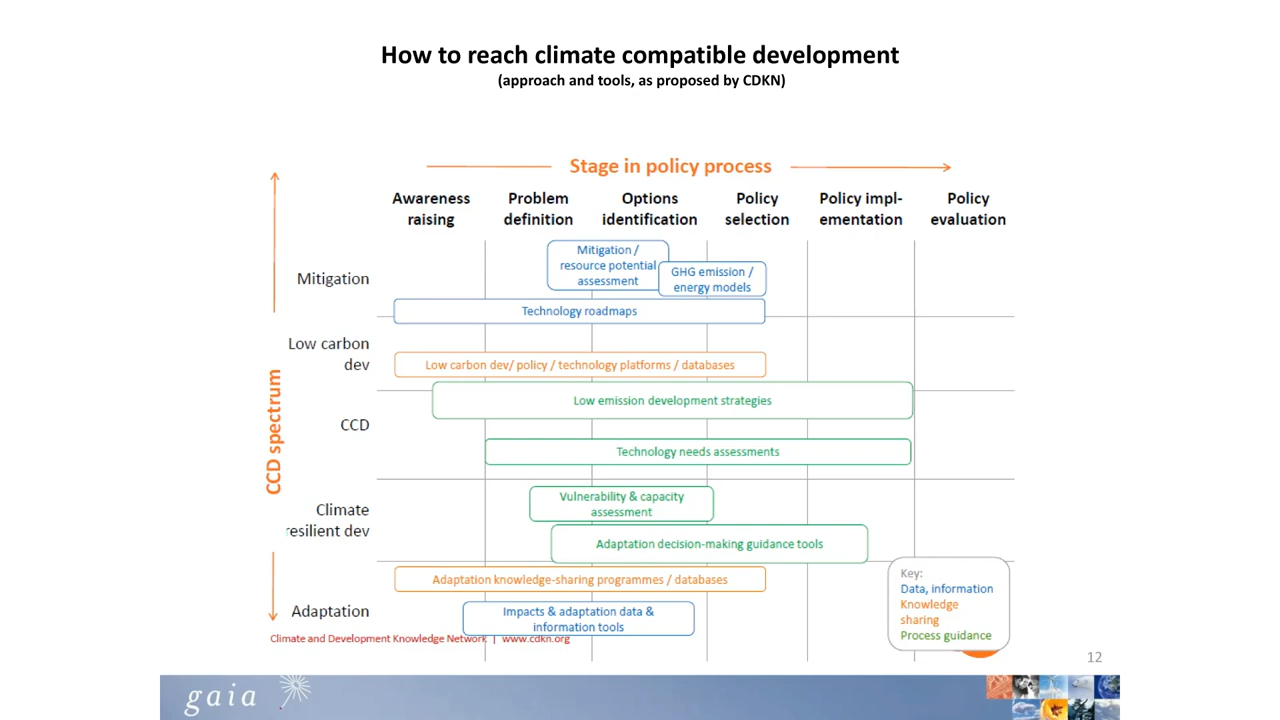 How to reach climate compatible development
(approach and tools, as proposed by CDKN)
Stage in policy process
Awareness
raising
Problem
definition
Options
identification
Policy
selection
Policy impl-
ementation
Policy
evaluation
CCD spectrum
Mitigation
Mitigation /
resource potential
assessment
GHG emission /
energy models
Technology roadmaps
Low carbon
dev
Low carbon dev/ policy / technology platforms / databases
Low emission development strategies
CCD
Technology needs assessments
Climate
resilient dev
Vulnerability & capacity
assessment
Adaptation decision-making guidance tools
Adaptation knowledge-sharing programmes / databases
Adaptation
Impacts & adaptation data &
information tools
Key:
Data, information
Knowledge
sharing
Process guidance
Climate and Development Knowledge Network | www.cdkn.org
12
gaia